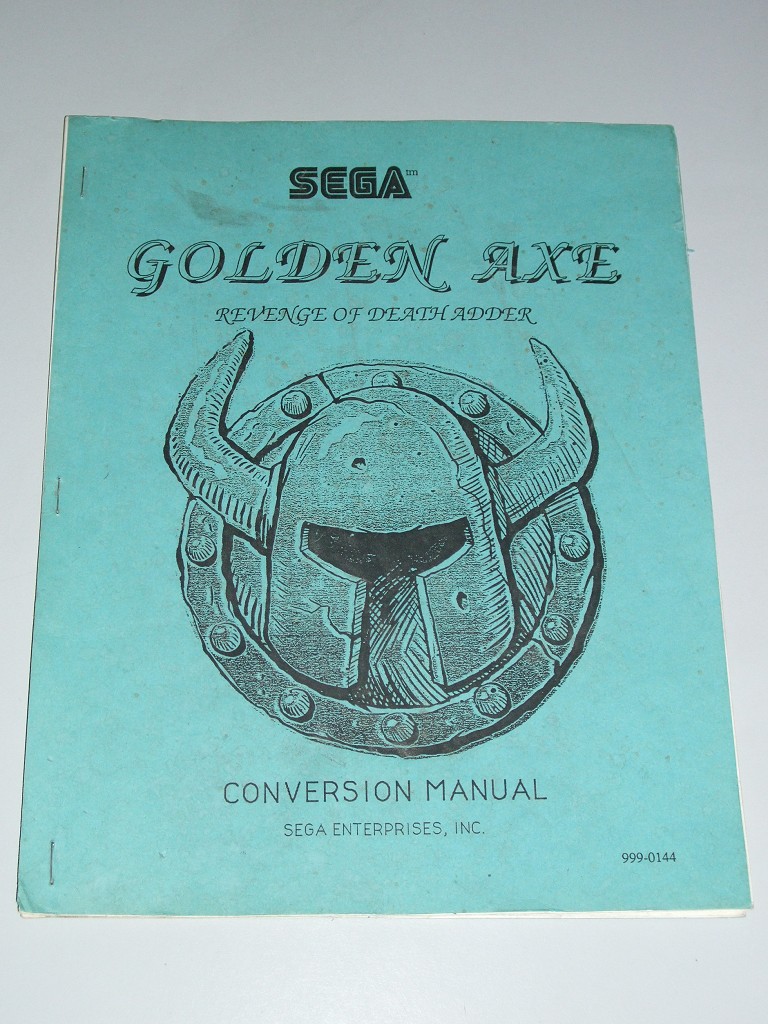 SEGA™
GOLDEN AXE
REVENGE OF DEATH ADDER
CONVERSION MANUAL
SEGA ENTERPRISES, INC.
999-0144